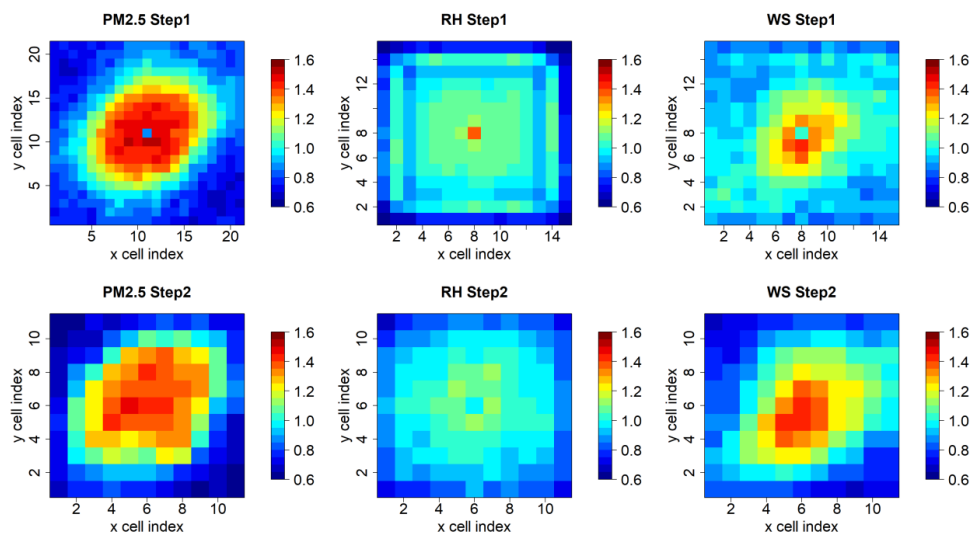 PM2.5 Step1
20
15
10
5
y cell index
5 10 15 20
x cell index
1.6
1.4
1.2
1.0
0.8
0.6
RH Step1
12
8
6
4
2
y cell index
2 4 6 8 10 14
x cell index
1.6
1.4
1.2
1.0
0.8
0.6
WS Step1
12
8
6
4
2
y cell index
2 4 6 8 10 14
x cell index
1.6
1.4
1.2
1.0
0.8
0.6
PM2.5 Step2
10
8
6
4
2
y cell index
2 4 6 8 10
x cell index
1.6
1.4
1.2
1.0
0.8
0.6
RH Step2
10
8
6
4
2
y cell index
2 4 6 8 10
x cell index
1.6
1.4
1.2
1.0
0.8
0.6
WS Step2
10
8
6
4
2
y cell index
2 4 6 8 10
x cell index
1.6
1.4
1.2
1.0
0.8
0.6